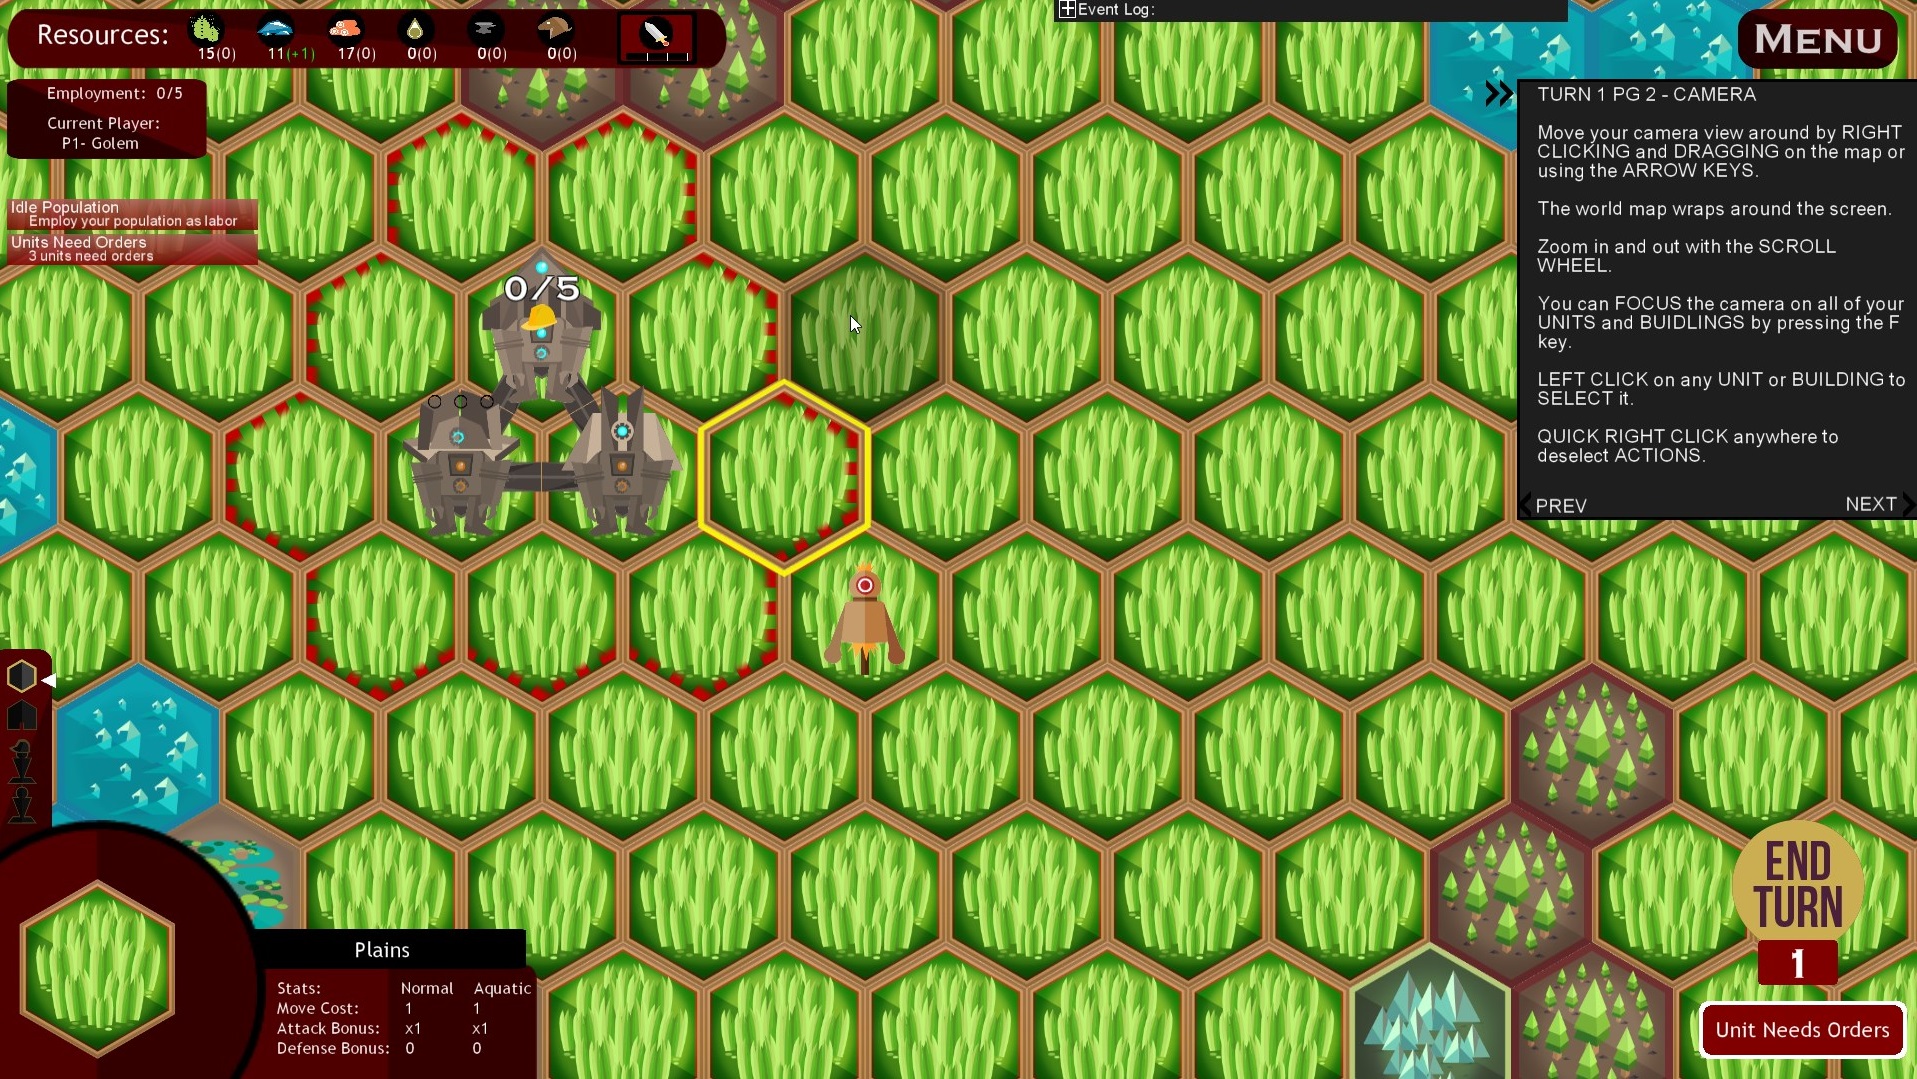 Resources:
15(0)
11(+1)
17(0)
0(0)
0(0)
0(0)
Event Log:
MENU
Employment: 0/5
Current Player:
P1- Golem
Idle Population
Employ your population as labor
Units Need Orders
3 units need orders
0/5
TURN 1 PG 2 - CAMERA
Move your camera view around by RIGHT
CLICKING and DRAGGING on the map or
using the ARROW KEYS.
The world map wraps around the screen.
Zoom in and out with the SCROLL
WHEEL.
You can FOCUS the camera on all of your
UNITS and BUIDLINGS by pressing the F
key.
LEFT CLICK on any UNIT or BUILDING to
SELECT it.
QUICK RIGHT CLICK anywhere to
deselect ACTIONS.
PREV
NEXT
Plains
Stats: Normal Aquatic
Move Cost: 1 1
Attack Bonus: x1 x1
Defense Bonus: 0 0
END
TURN
1
Unit Needs Orders